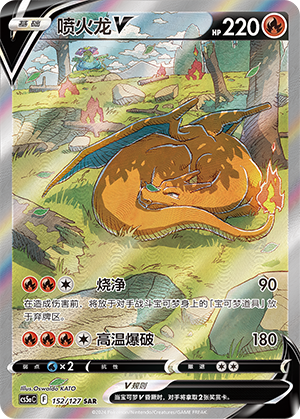 基础 喷火龙V HP220
烧净 90
在造成伤害前,将放于对手战斗宝可梦身上的「宝可梦道具」放于弃牌区。
高温爆破 180
弱点 ×2 抵抗力 撤退
Illus. Oswaldo KATO
V规则
CS5aC F 152/127 SAR
当宝可梦V昏厥时,对手将拿取2张奖赏卡。